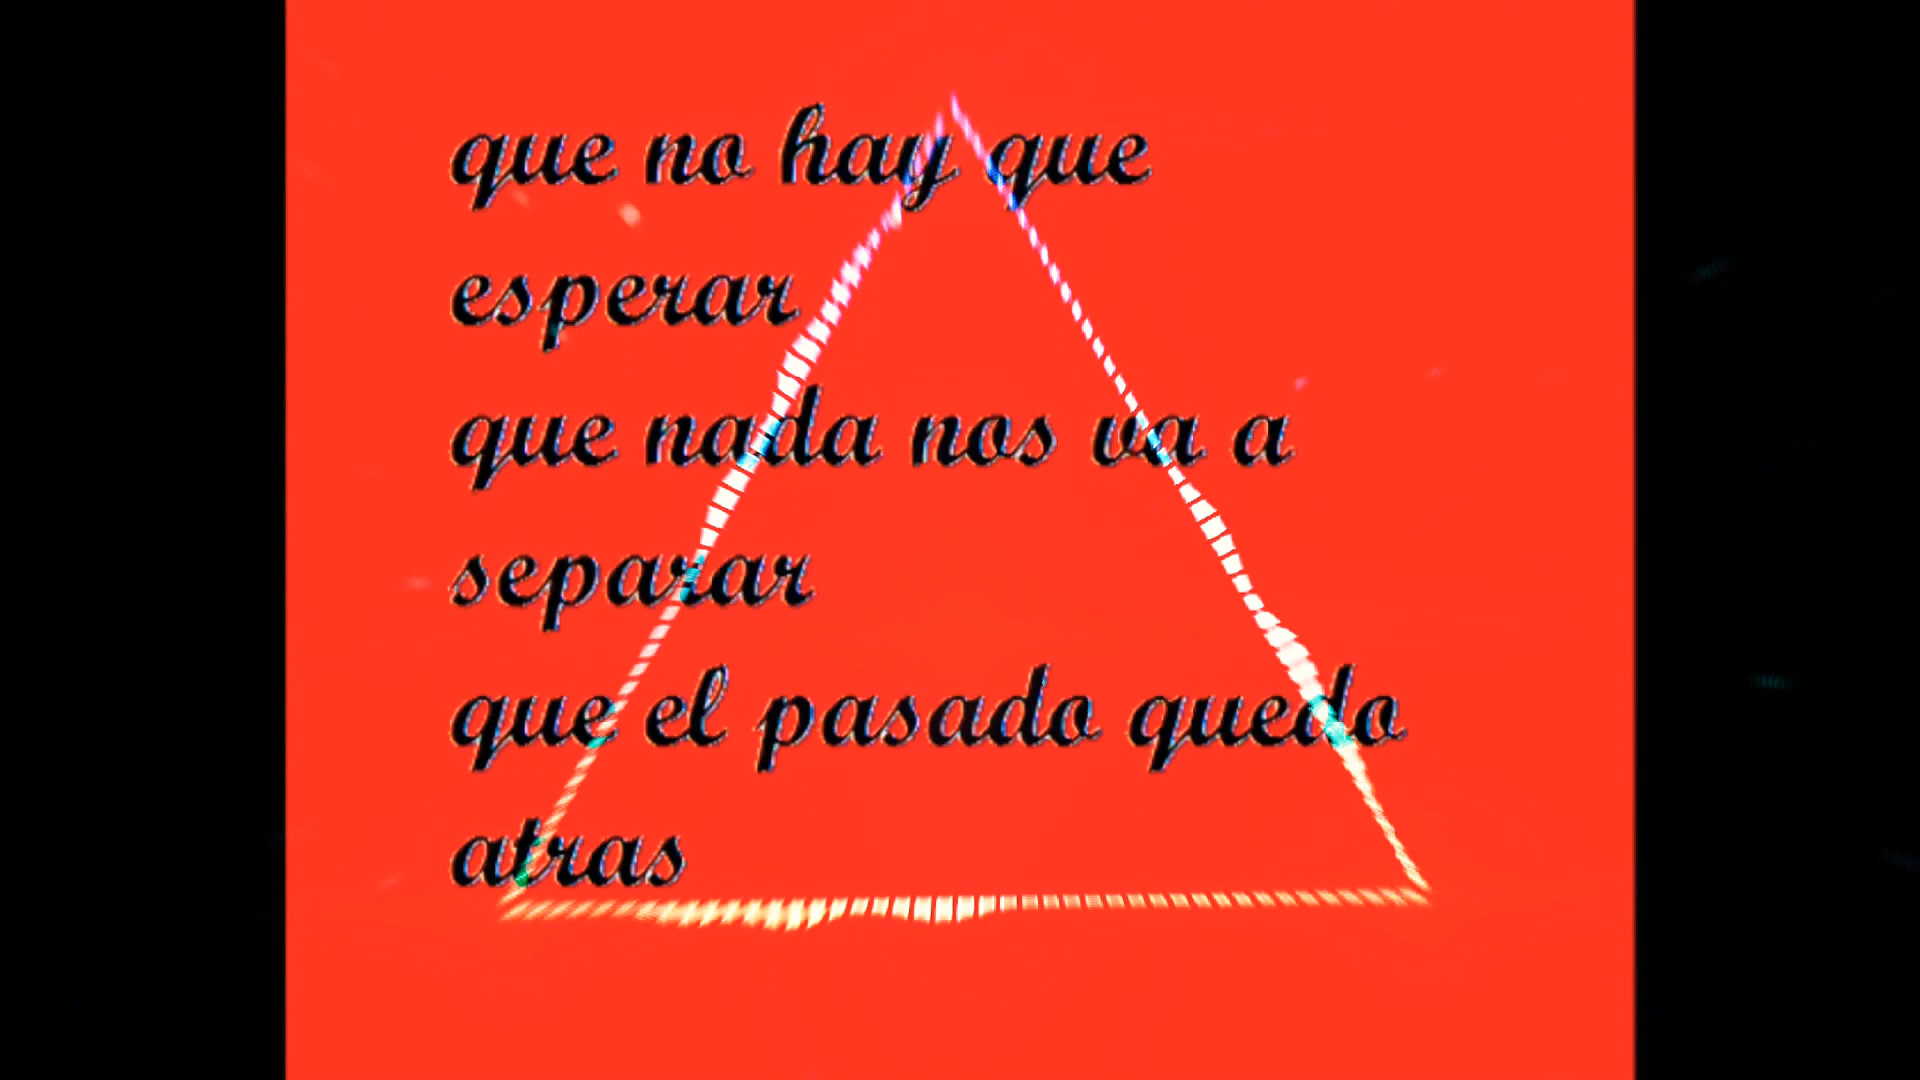 que no hay que
esperar
que nada nos va a
separar
que el pasado quedo
atras